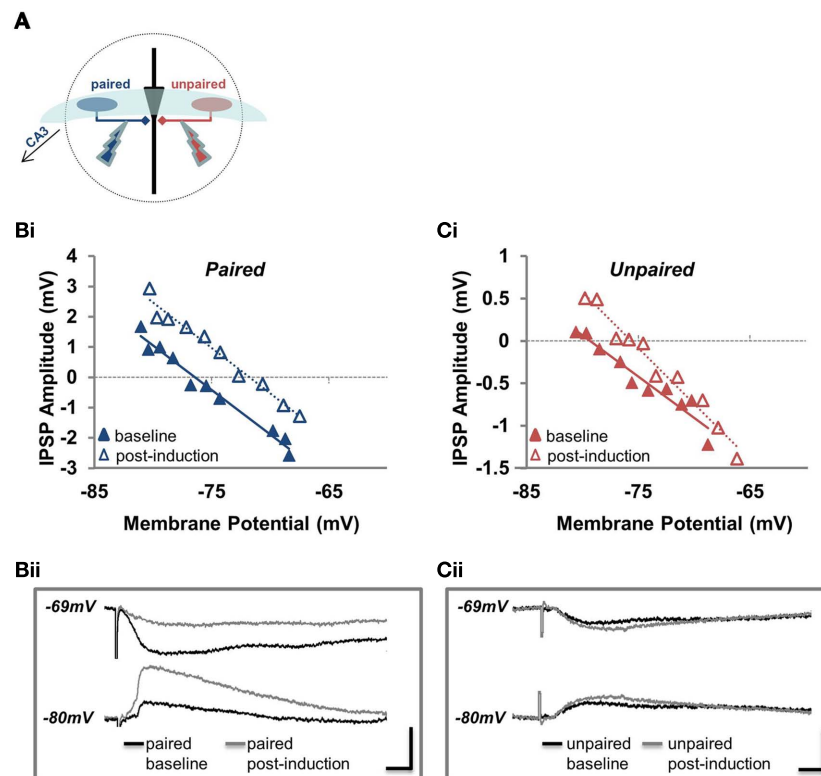 A
paired
unpaired
CA3
Bi
Paired
IPSP Amplitude (mV)
4
3
2
1
0
-1
-2
-3
baseline
post-induction
-85
-75
-65
Membrane Potential (mV)
Ci
Unpaired
IPSP Amplitude (mV)
1
0.5
0
-0.5
-1
-1.5
baseline
post-induction
-85
-75
-65
Membrane Potential (mV)
Bii
-69mV
-80mV
paired baseline
paired post-induction
Cii
-69mV
-80mV
unpaired baseline
unpaired post-induction